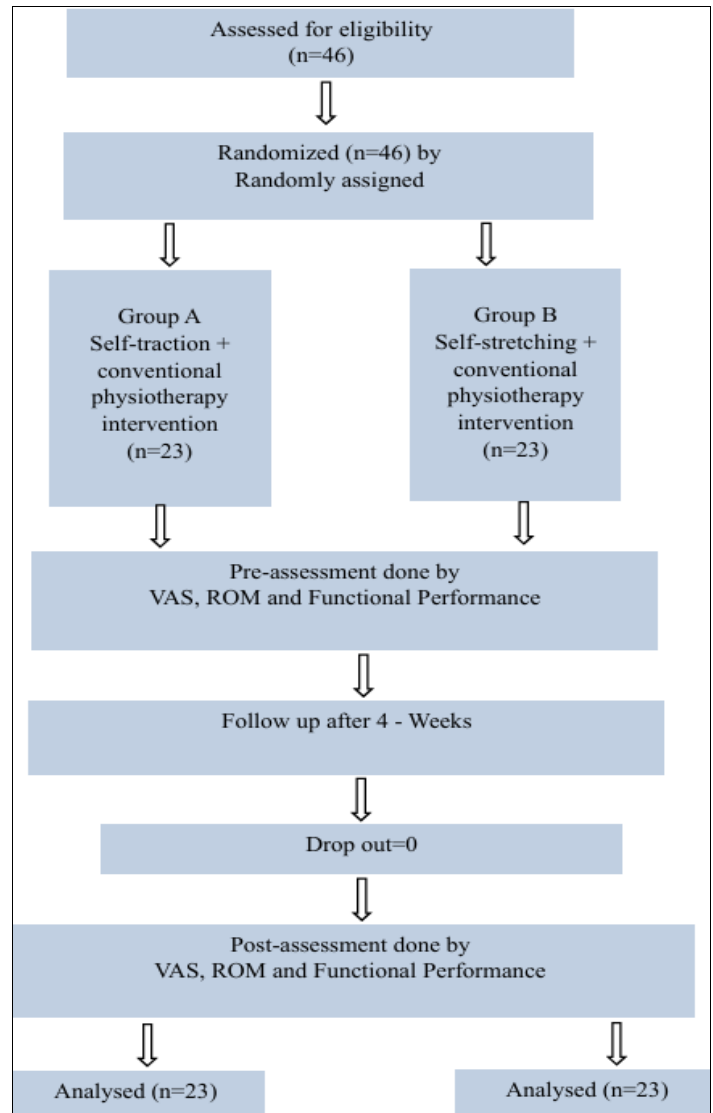 Assessed for eligibility
(n=46)
Randomized (n=46) by
Randomly assigned
Group A
Self-traction +
conventional
physiotherapy
intervention
(n=23)
Group B
Self-stretching +
conventional
physiotherapy
intervention
(n=23)
Pre-assessment done by
VAS, ROM and Functional Performance
Follow up after 4 - Weeks
Drop out=0
Post-assessment done by
VAS, ROM and Functional Performance
Analysed (n=23)
Analysed (n=23)